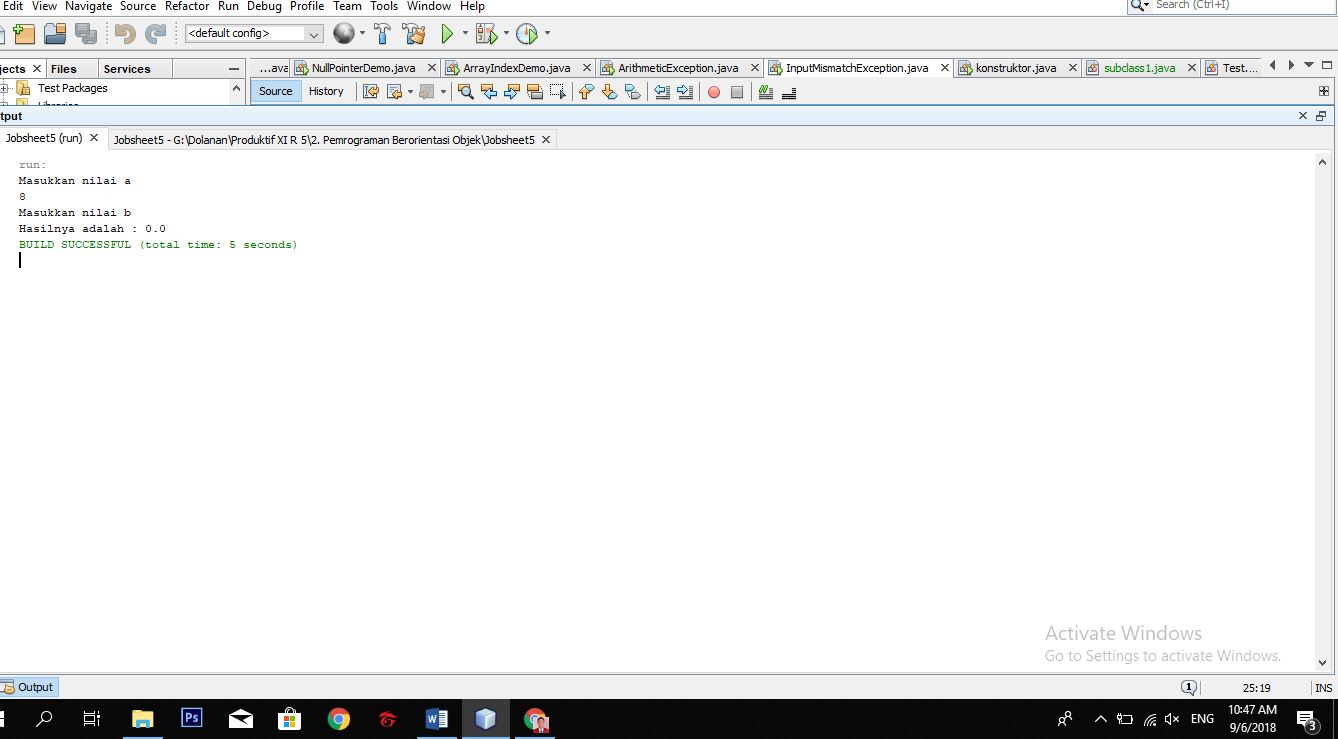 Edit View Navigate Source Refactor Run Debug Profile Team Tools Window Help
Search (Ctrl+I)
<default config>
jects Files Services
...ava NullPointerDemo.java ArrayIndexDemo.java ArithmeticException.java InputMismatchException.java konstruktor.java subclass1.java Test....
Test Packages
Source History
tput
Jobsheet5 (run) Jobsheet5 - G:\Dolanan\Produktif XI R 5\2. Pemrograman Berorientasi Objek\Jobsheet5
run:
Masukkan nilai a
8
Masukkan nilai b
Hasilnya adalah : 0.0
BUILD SUCCESSFUL (total time: 5 seconds)
Activate Windows
Go to Settings to activate Windows.
Output
1
25:19
INS
Ps
ENG
10:47 AM
9/6/2018
3